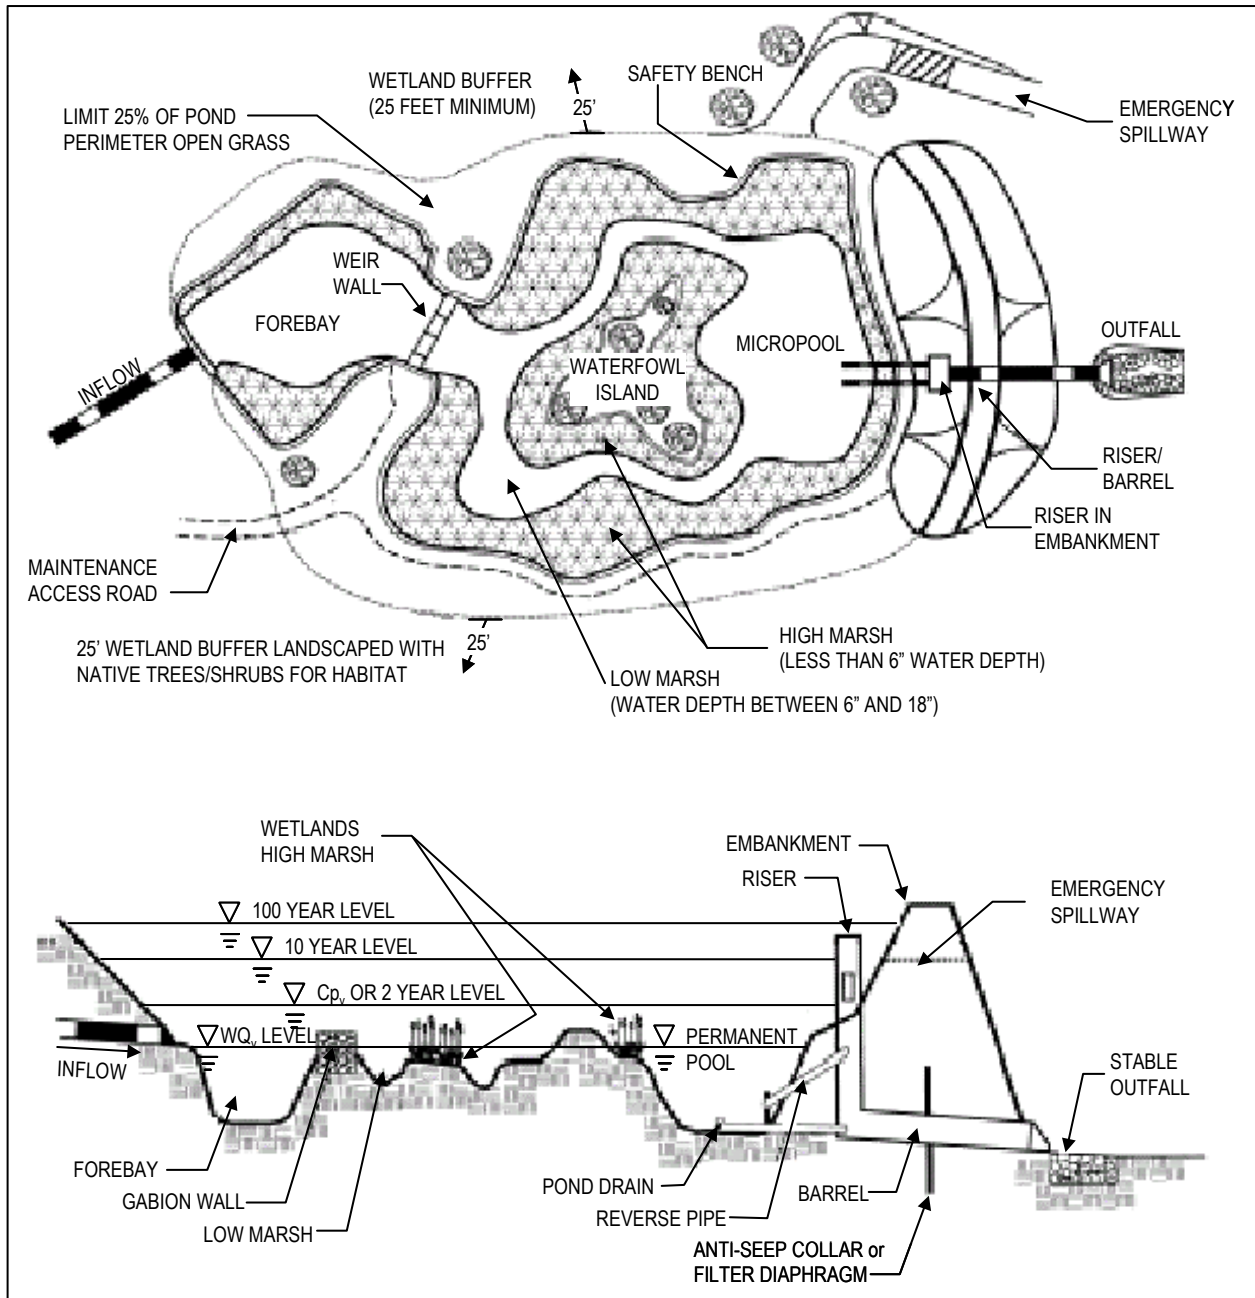 WETLAND BUFFER
(25 FEET MINIMUM)
25'
SAFETY BENCH
EMERGENCY
SPILLWAY
LIMIT 25% OF POND
PERIMETER OPEN GRASS
WEIR
WALL
FOREBAY
INFLOW
WATERFOWL
ISLAND
MICROPOOL
OUTFALL
RISER/
BARREL
RISER IN
EMBANKMENT
MAINTENANCE
ACCESS ROAD
25' WETLAND BUFFER LANDSCAPED WITH
NATIVE TREES/SHRUBS FOR HABITAT
25'
HIGH MARSH
(LESS THAN 6" WATER DEPTH)
LOW MARSH
(WATER DEPTH BETWEEN 6" AND 18")
WETLANDS
HIGH MARSH
EMBANKMENT
RISER
EMERGENCY
SPILLWAY
100 YEAR LEVEL
10 YEAR LEVEL
Cpv OR 2 YEAR LEVEL
WQv LEVEL
PERMANENT
POOL
INFLOW
STABLE
OUTFALL
FOREBAY
GABION WALL
LOW MARSH
POND DRAIN
REVERSE PIPE
BARREL
ANTI-SEEP COLLAR or
FILTER DIAPHRAGM